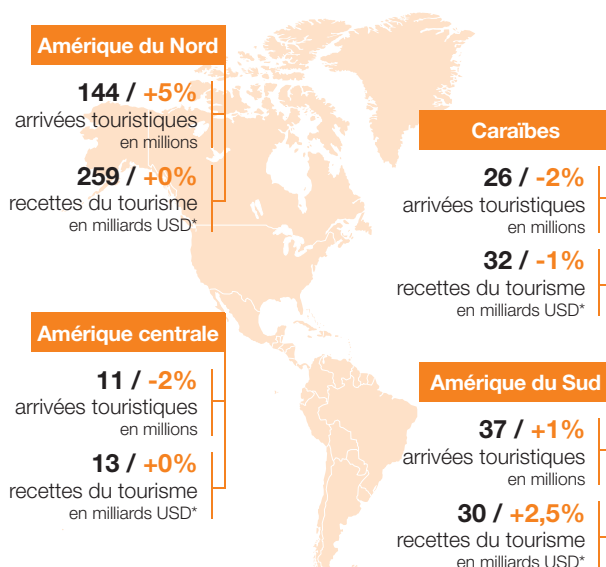 Amérique du Nord
144 / +5%
arrivées touristiques
en millions
259 / +0%
recettes du tourisme
en milliards USD*
Caraïbes
26 / -2%
arrivées touristiques
en millions
32 / -1%
recettes du tourisme
en milliards USD*
Amérique centrale
11 / -2%
arrivées touristiques
en millions
13 / +0%
recettes du tourisme
en milliards USD*
Amérique du Sud
37 / +1%
arrivées touristiques
en millions
30 / +2,5%
recettes du tourisme
en milliards USD*